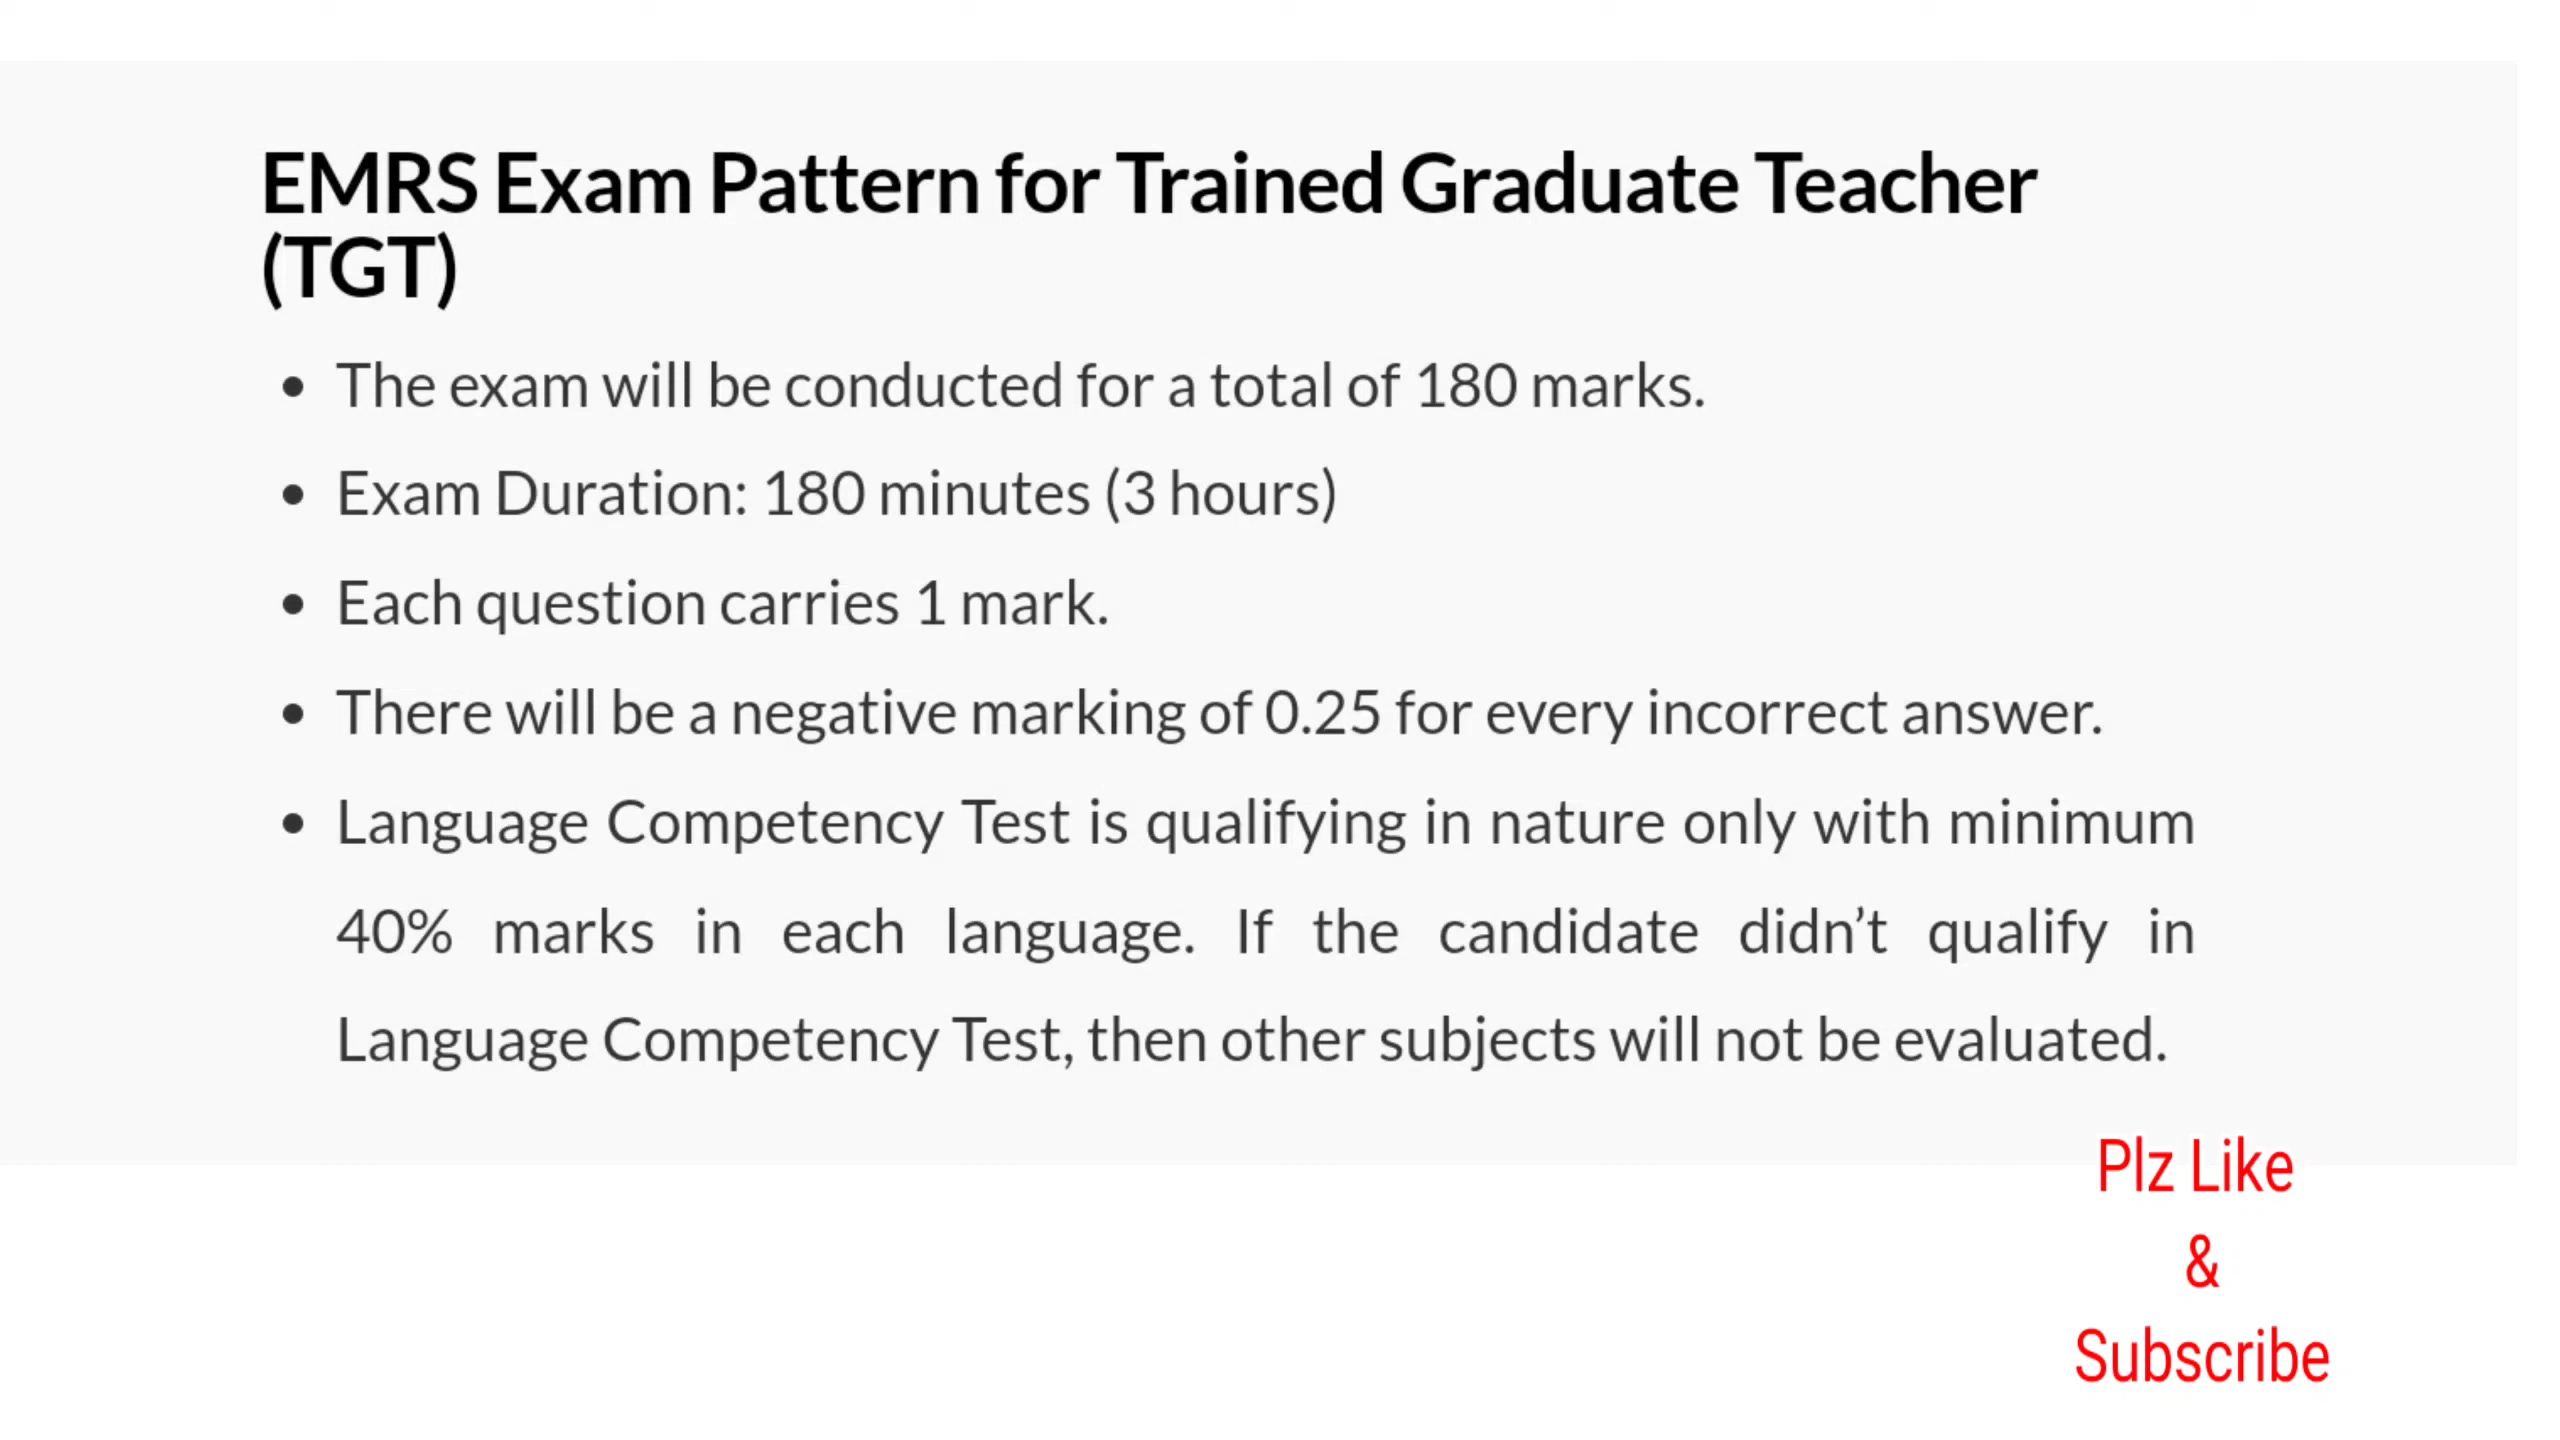 EMRS Exam Pattern for Trained Graduate Teacher
(TGT)
• The exam will be conducted for a total of 180 marks.
• Exam Duration: 180 minutes (3 hours)
• Each question carries 1 mark.
• There will be a negative marking of 0.25 for every incorrect answer.
• Language Competency Test is qualifying in nature only with minimum
40% marks in each language. If the candidate didn’t qualify in
Language Competency Test, then other subjects will not be evaluated.
Plz Like
&
Subscribe